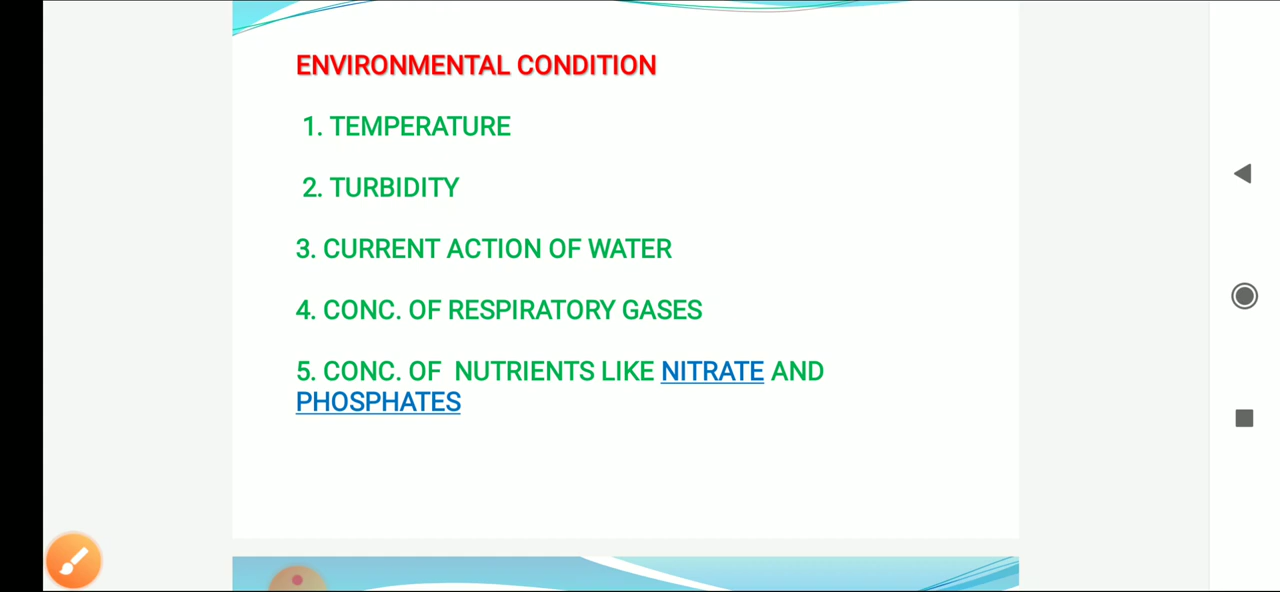 ENVIRONMENTAL CONDITION
1. TEMPERATURE
2. TURBIDITY
3. CURRENT ACTION OF WATER
4. CONC. OF RESPIRATORY GASES
5. CONC. OF NUTRIENTS LIKE NITRATE AND
PHOSPHATES